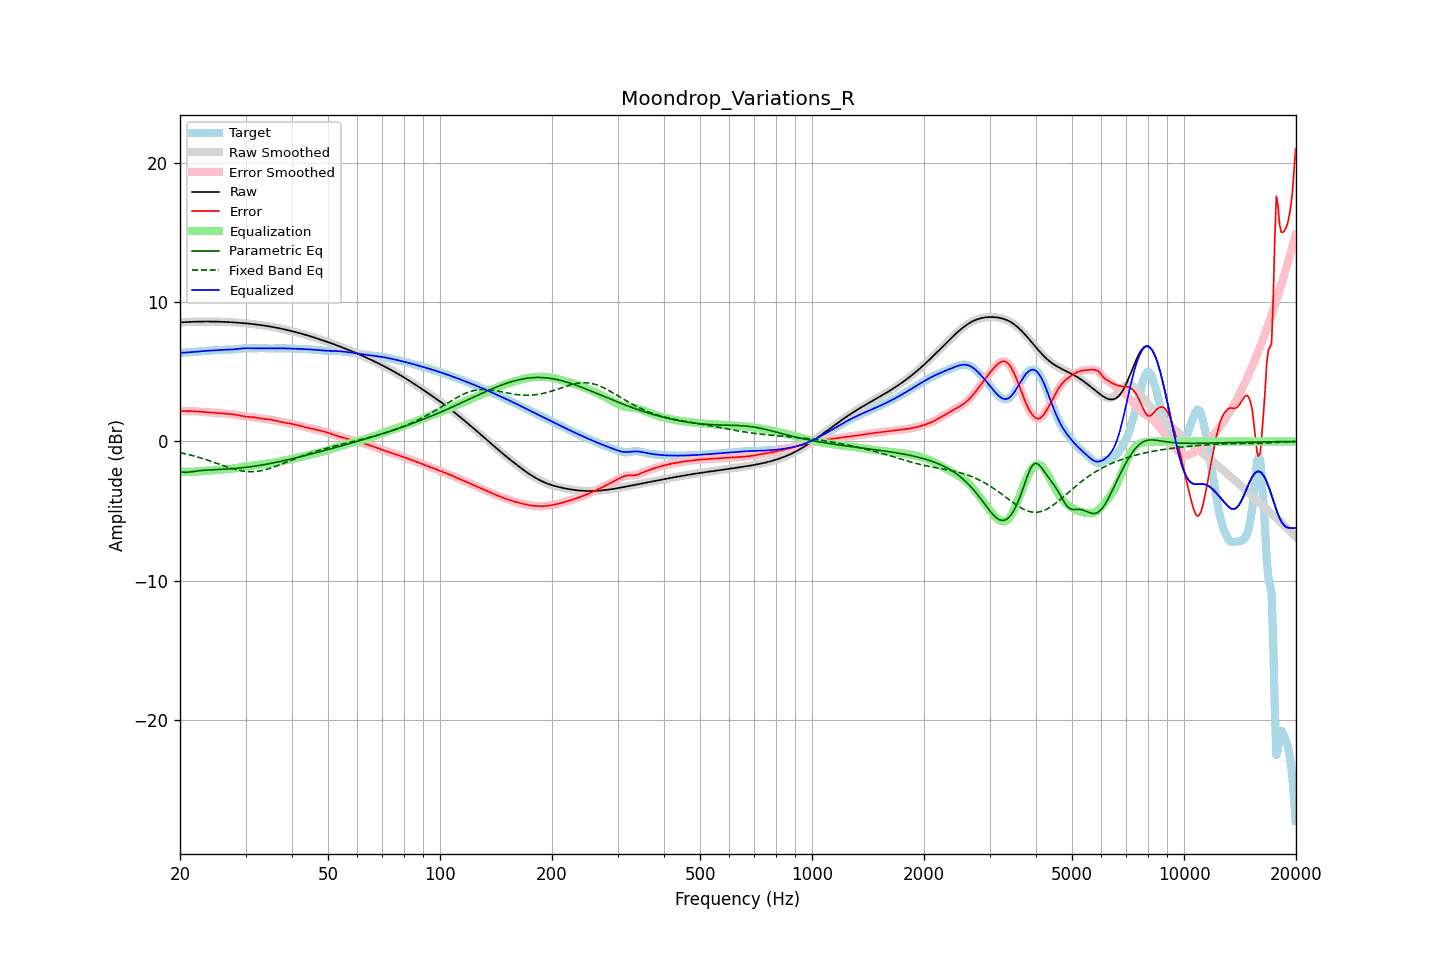 Moondrop_Variations_R
Target
Raw Smoothed
Error Smoothed
Raw
Error
Equalization
Parametric Eq
Fixed Band Eq
Equalized
20
10
0
−10
−20
Amplitude (dBr)
20 50 100 200 500 1000 2000 5000 10000 20000
Frequency (Hz)